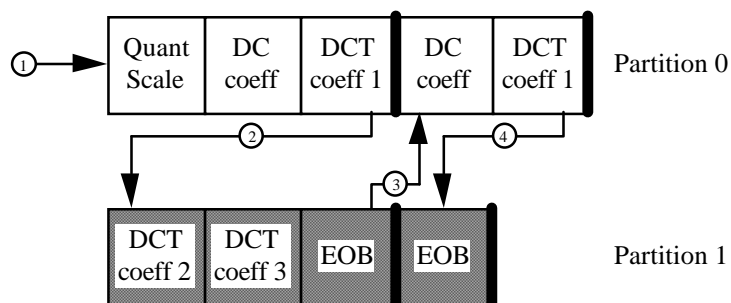 Quant Scale
DC coeff
DCT coeff 1
DC coeff
DCT coeff 1
Partition 0
1
2
4
3
DCT coeff 2
DCT coeff 3
EOB
EOB
Partition 1